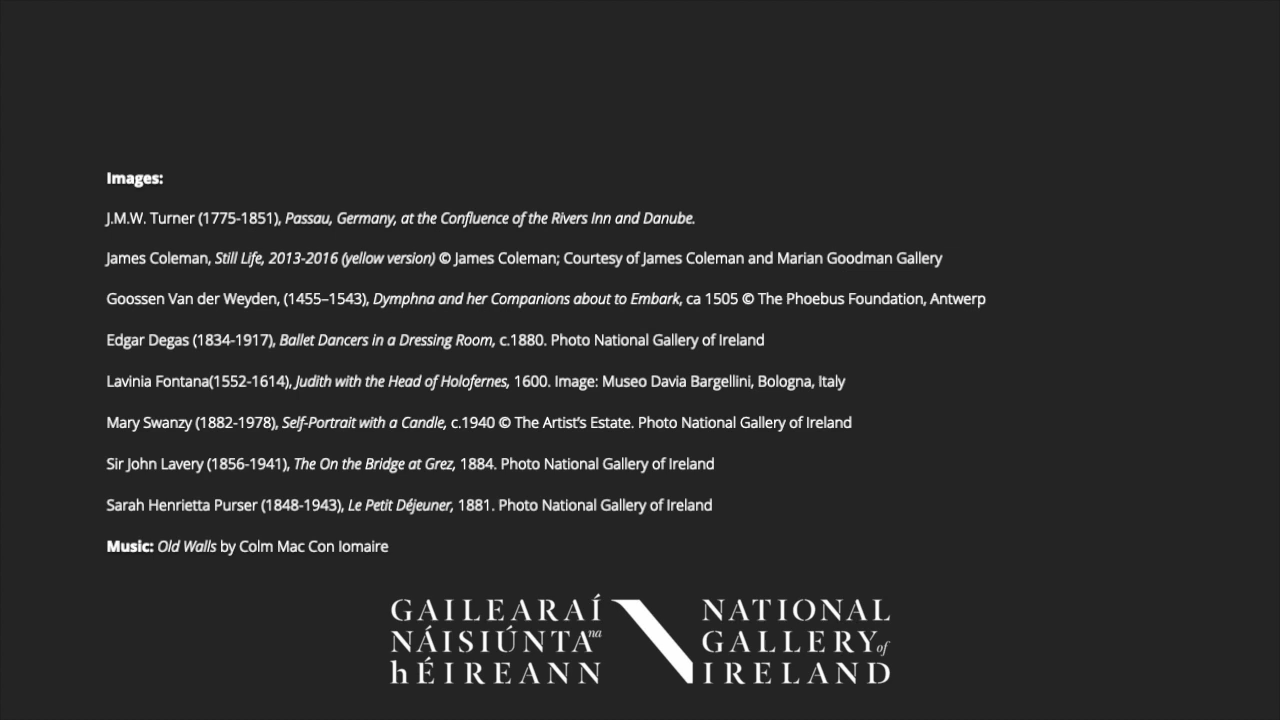 Images:
J.M.W. Turner (1775-1851), Passau, Germany, at the Confluence of the Rivers Inn and Danube.
James Coleman, Still Life, 2013-2016 (yellow version) © James Coleman; Courtesy of James Coleman and Marian Goodman Gallery
Goossen Van der Weyden, (1455–1543), Dymphna and her Companions about to Embark, ca 1505 © The Phoebus Foundation, Antwerp
Edgar Degas (1834-1917), Ballet Dancers in a Dressing Room, c.1880. Photo National Gallery of Ireland
Lavinia Fontana(1552-1614), Judith with the Head of Holofernes, 1600. Image: Museo Davia Bargellini, Bologna, Italy
Mary Swanzy (1882-1978), Self-Portrait with a Candle, c.1940 © The Artist’s Estate. Photo National Gallery of Ireland
Sir John Lavery (1856-1941), The On the Bridge at Grez, 1884. Photo National Gallery of Ireland
Sarah Henrietta Purser (1848-1943), Le Petit Déjeuner, 1881. Photo National Gallery of Ireland
Music: Old Walls by Colm Mac Con Iomaire
GAILEARAÍ
NÁISIÚNTA na
hÉIREANN
NATIONAL
GALLERY of
IRELAND